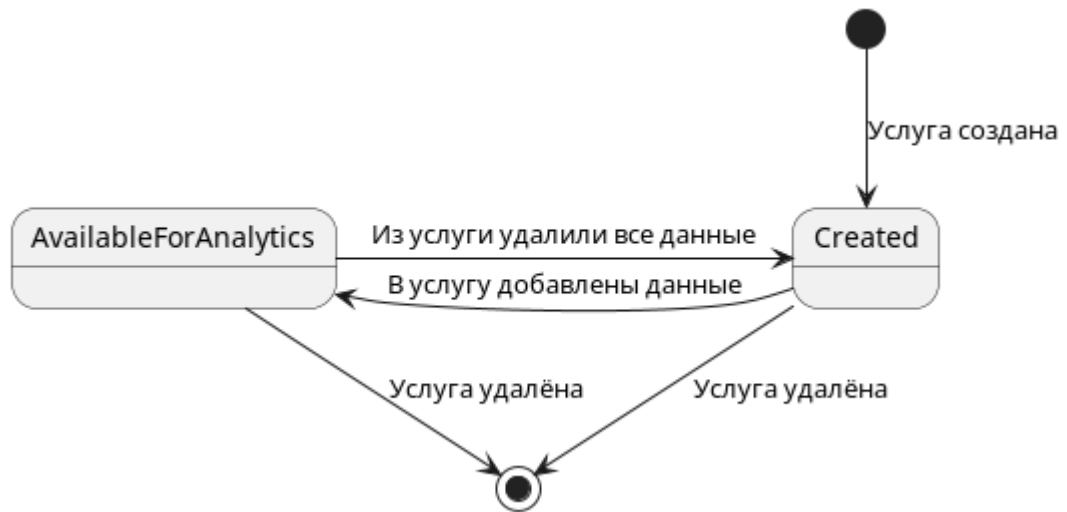 Услуга создана
AvailableForAnalytics
Из услуги удалили все данные
Created
В услугу добавлены данные
Услуга удалёна
Услуга удалёна